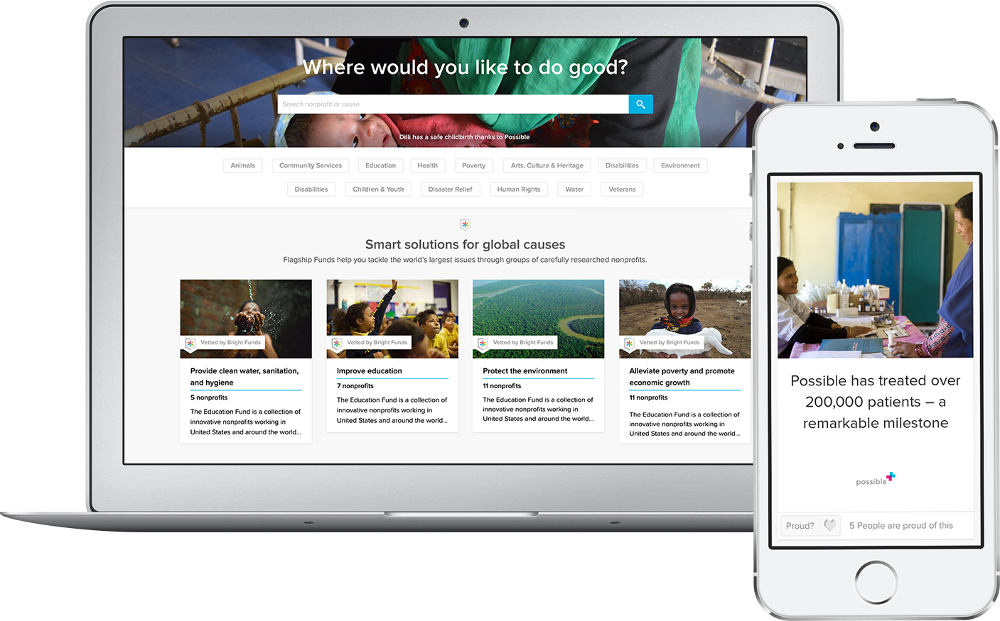 Where would you like to do good?
Search nonprofit or cause
Dilli has a safe childbirth thanks to Possible
Animals
Community Services
Education
Health
Poverty
Arts, Culture & Heritage
Disabilities
Environment
Disabilities
Children & Youth
Disaster Relief
Human Rights
Water
Veterans
Smart solutions for global causes
Flagship Funds help you tackle the world's largest issues through groups of carefully researched nonprofits.
Vetted by Bright Funds
Provide clean water, sanitation,
and hygiene
5 nonprofits
The Education Fund is a collection of
innovative nonprofits working in
United States and around the world...
Vetted by Bright Funds
Improve education
7 nonprofits
The Education Fund is a collection of
innovative nonprofits working in
United States and around the world...
Vetted by Bright Funds
Protect the environment
11 nonprofits
The Education Fund is a collection of
innovative nonprofits working in
United States and around the world...
Vetted by Bright Funds
Alleviate poverty and promote
economic growth
11 nonprofits
The Education Fund is a collection of
innovative nonprofits working in
United States and around the world...
Possible has treated over
200,000 patients – a
remarkable milestone
possible
Proud?
5 People are proud of this